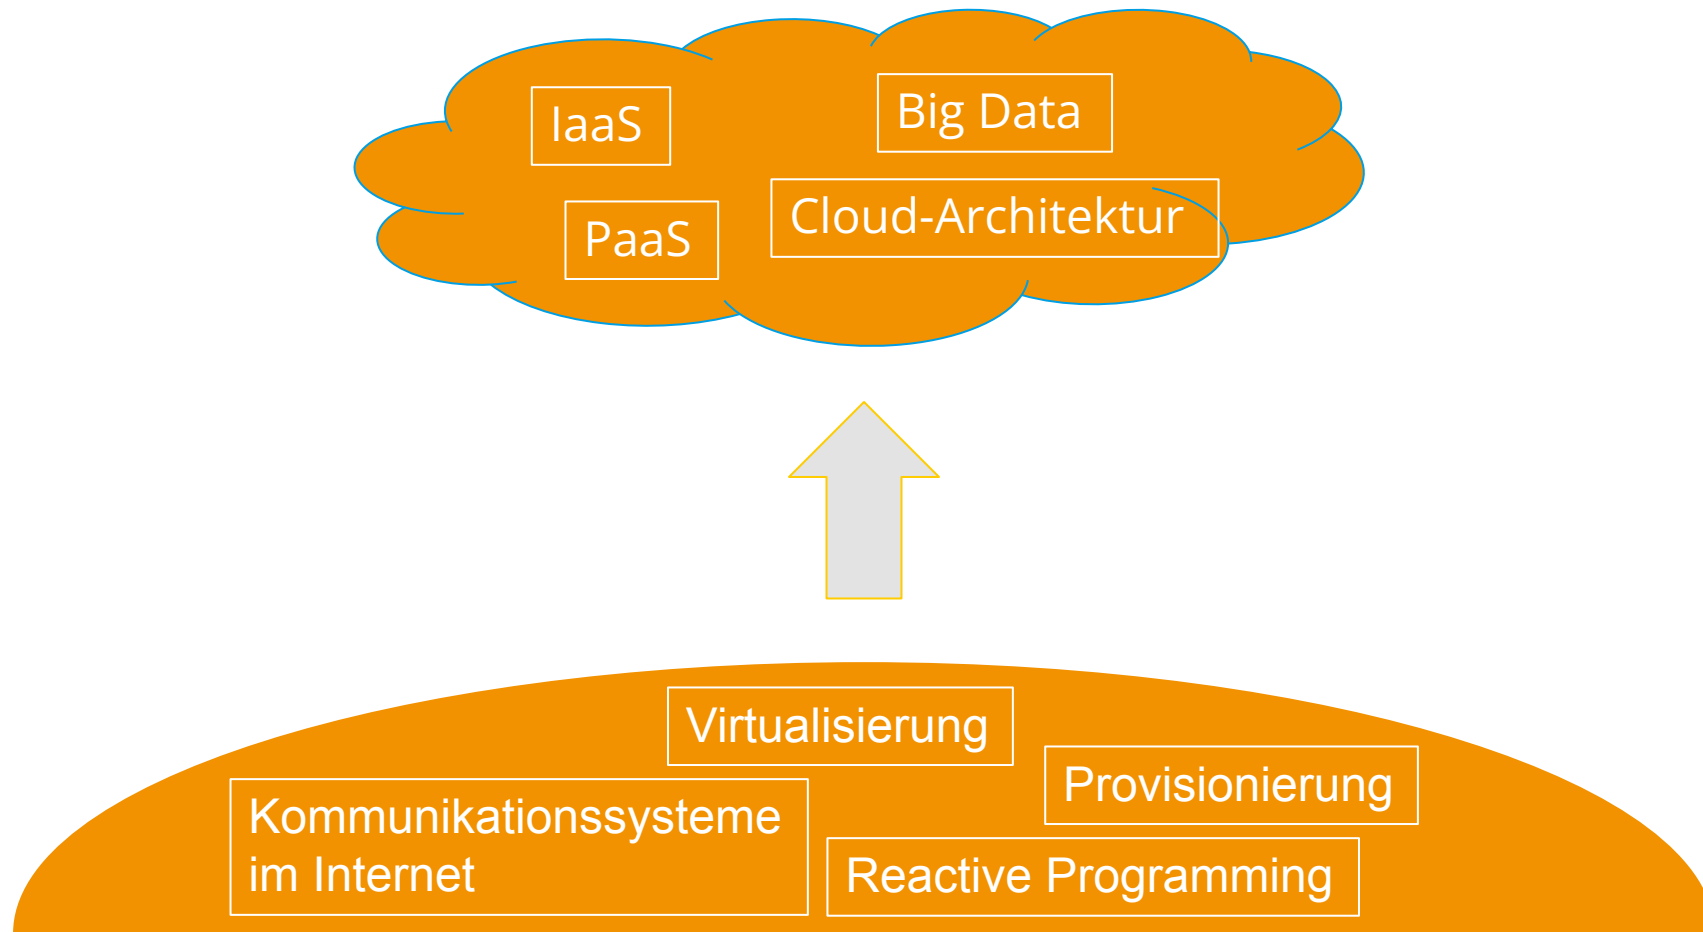 IaaS
Big Data
PaaS
Cloud-Architektur
Virtualisierung
Provisionierung
Kommunikationssysteme
im Internet
Reactive Programming